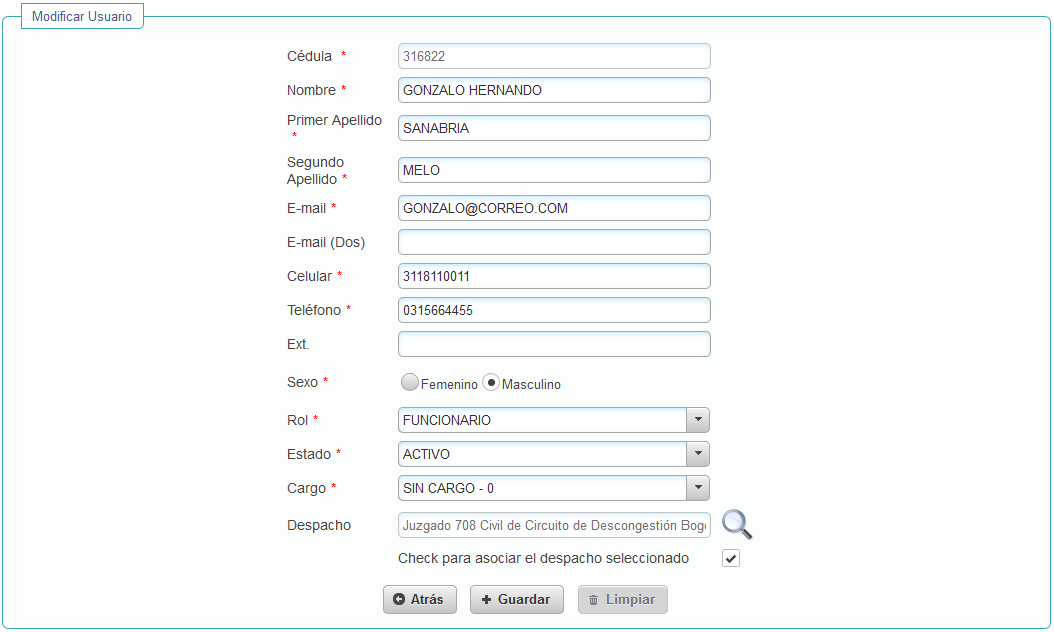 Modificar Usuario
Cédula * 316822
Nombre * GONZALO HERNANDO
Primer Apellido
* SANABRIA
Segundo
Apellido * MELO
E-mail * GONZALO@CORREO.COM
E-mail (Dos)
Celular * 3118110011
Teléfono * 0315664455
Ext.
Sexo * Femenino Masculino
Rol * FUNCIONARIO
Estado * ACTIVO
Cargo * SIN CARGO - 0
Despacho Juzgado 708 Civil de Circuito de Descongestión Bog
Check para asociar el despacho seleccionado
Atrás Guardar Limpiar